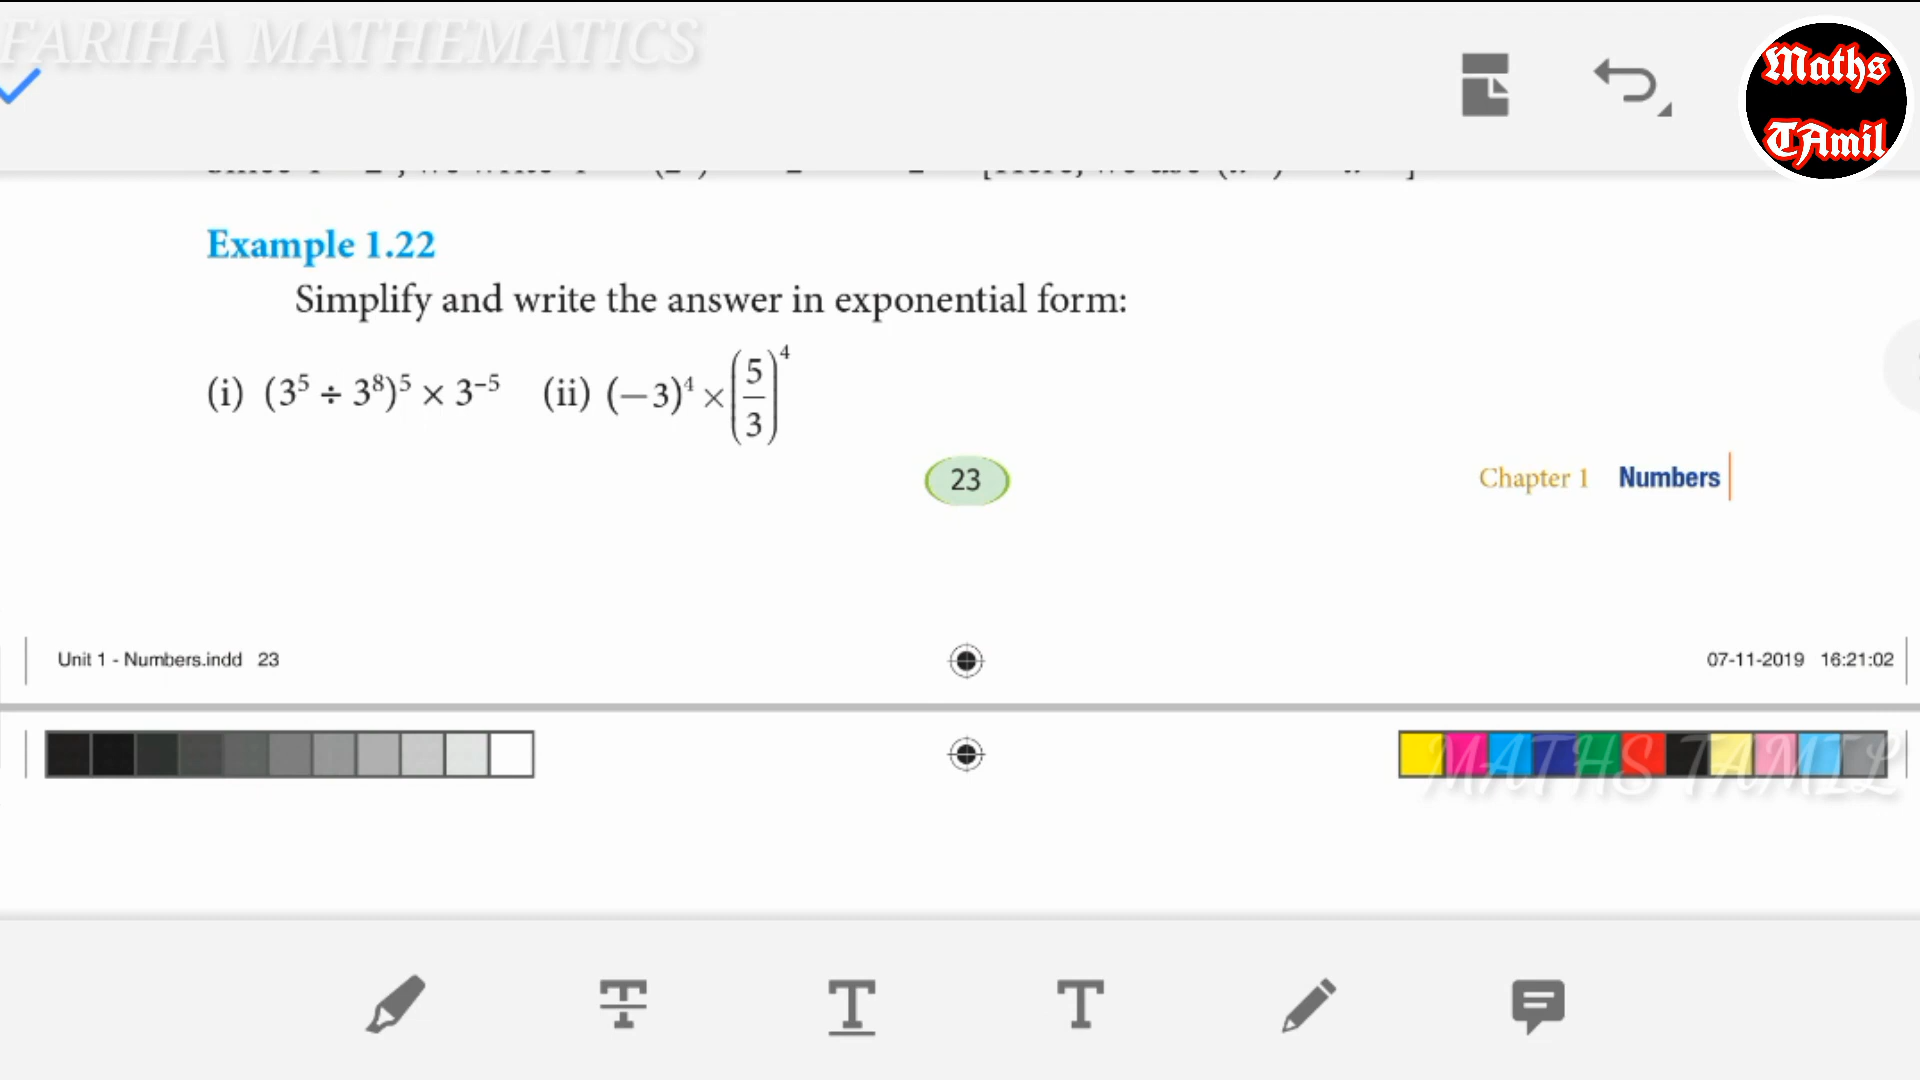 FARIHA MATHEMATICS
Maths
TAmil
Example 1.22
Simplify and write the answer in exponential form:
(i) (3⁵ ÷ 3⁸)⁵ × 3⁻⁵ (ii) (−3)⁴ × (5/3)⁴
23
Chapter 1 Numbers
Unit 1 - Numbers.indd 23
07-11-2019 16:21:02
MATHS TAMIL